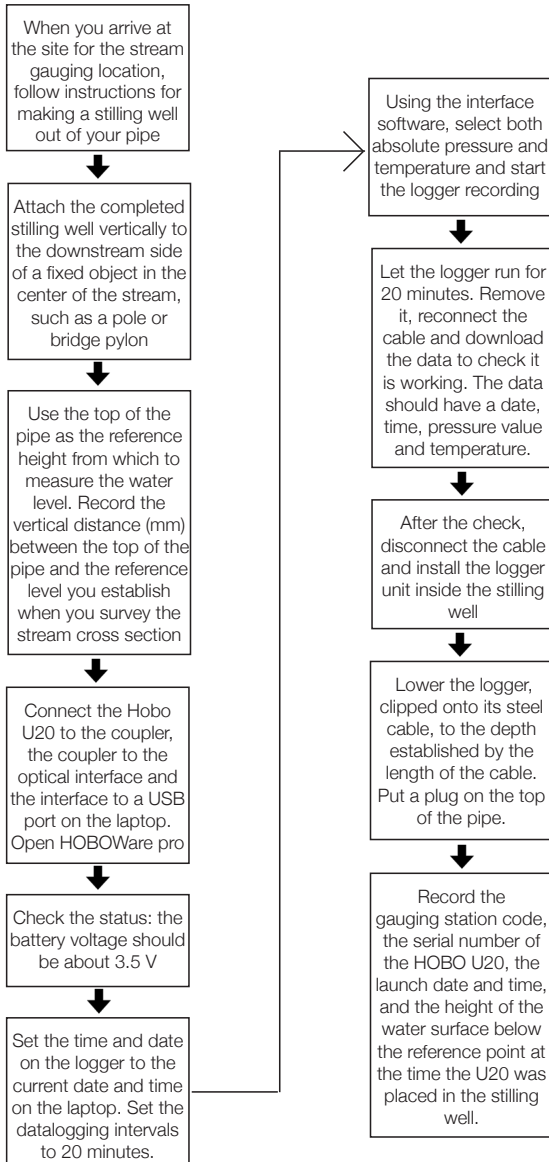 When you arrive at
the site for the stream
gauging location,
follow instructions for
making a stilling well
out of your pipe
Attach the completed
stilling well vertically to
the downstream side
of a fixed object in the
center of the stream,
such as a pole or
bridge pylon
Use the top of the
pipe as the reference
height from which to
measure the water
level. Record the
vertical distance (mm)
between the top of the
pipe and the reference
level you establish
when you survey the
stream cross section
Connect the Hobo
U20 to the coupler,
the coupler to the
optical interface and
the interface to a USB
port on the laptop.
Open HOBOWare pro
Check the status: the
battery voltage should
be about 3.5 V
Set the time and date
on the logger to the
current date and time
on the laptop. Set the
datalogging intervals
to 20 minutes.
Using the interface
software, select both
absolute pressure and
temperature and start
the logger recording
Let the logger run for
20 minutes. Remove
it, reconnect the
cable and download
the data to check it
is working. The data
should have a date,
time, pressure value
and temperature.
After the check,
disconnect the cable
and install the logger
unit inside the stilling
well
Lower the logger,
clipped onto its steel
cable, to the depth
established by the
length of the cable.
Put a plug on the top
of the pipe.
Record the
gauging station code,
the serial number of
the HOBO U20, the
launch date and time,
and the height of the
water surface below
the reference point at
the time the U20 was
placed in the stilling
well.